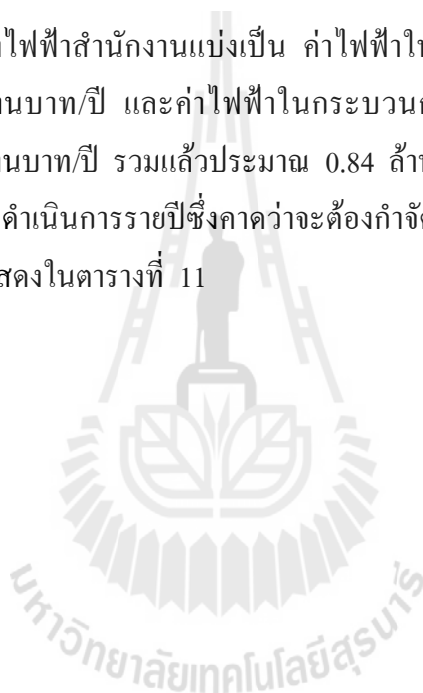 าไฟฟ้าสำนักงานแบ่งเป็น ค่าไฟฟ้าใน
านบาท/ปี และค่าไฟฟ้าในกระบวน
านบาท/ปี รวมแล้วประมาณ 0.84 ล้า
ดำเนินการรายปีซึ่งคาดว่าจะต้องกำจัด
สดงในตารางที่ 11
มหาวิทยาลัยเทคโนโลยีสุรนารี